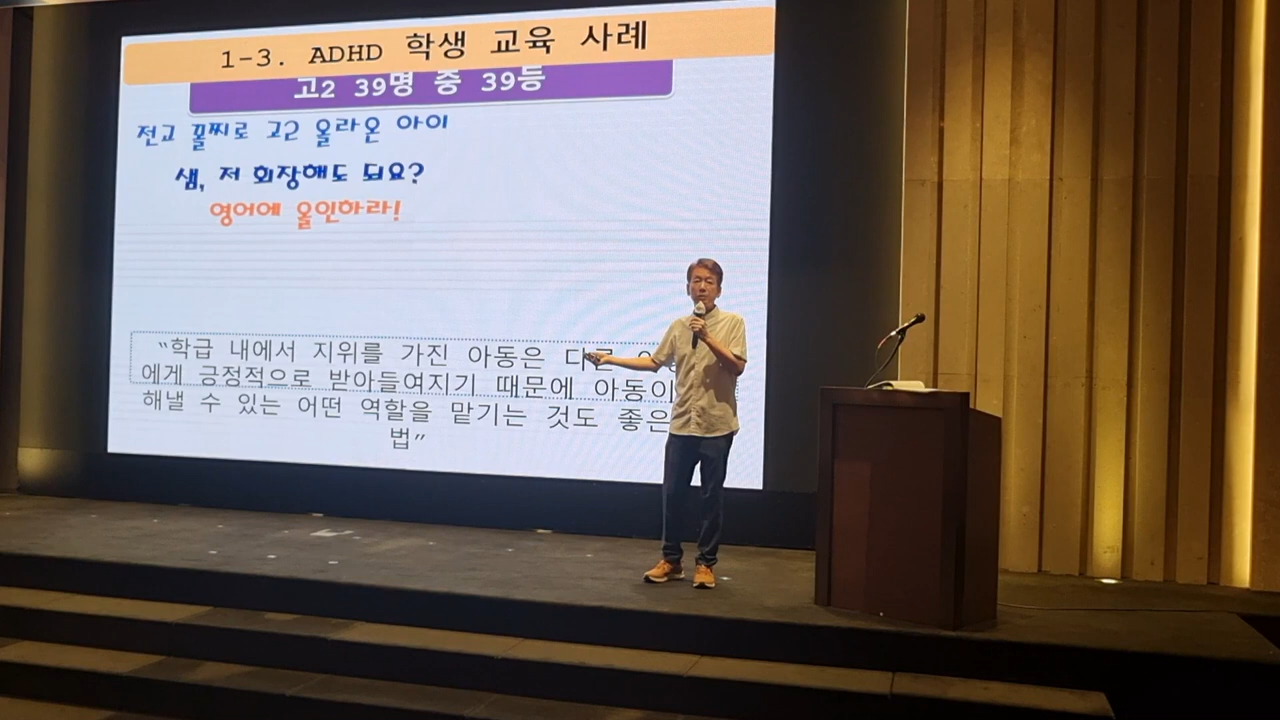 1-3. ADHD 학생 교육 사례
고2 39명 중 39등
전교 꼴찌로 고2 올라온 아이
샘, 저 회장해도 되요?
영어에 올인하라!
“학급 내에서 지위를 가진 아동은
에게 긍정적으로 받아들여지기 때문에 아동이
해낼 수 있는 어떤 역할을 맡기는 것도 좋은
법”